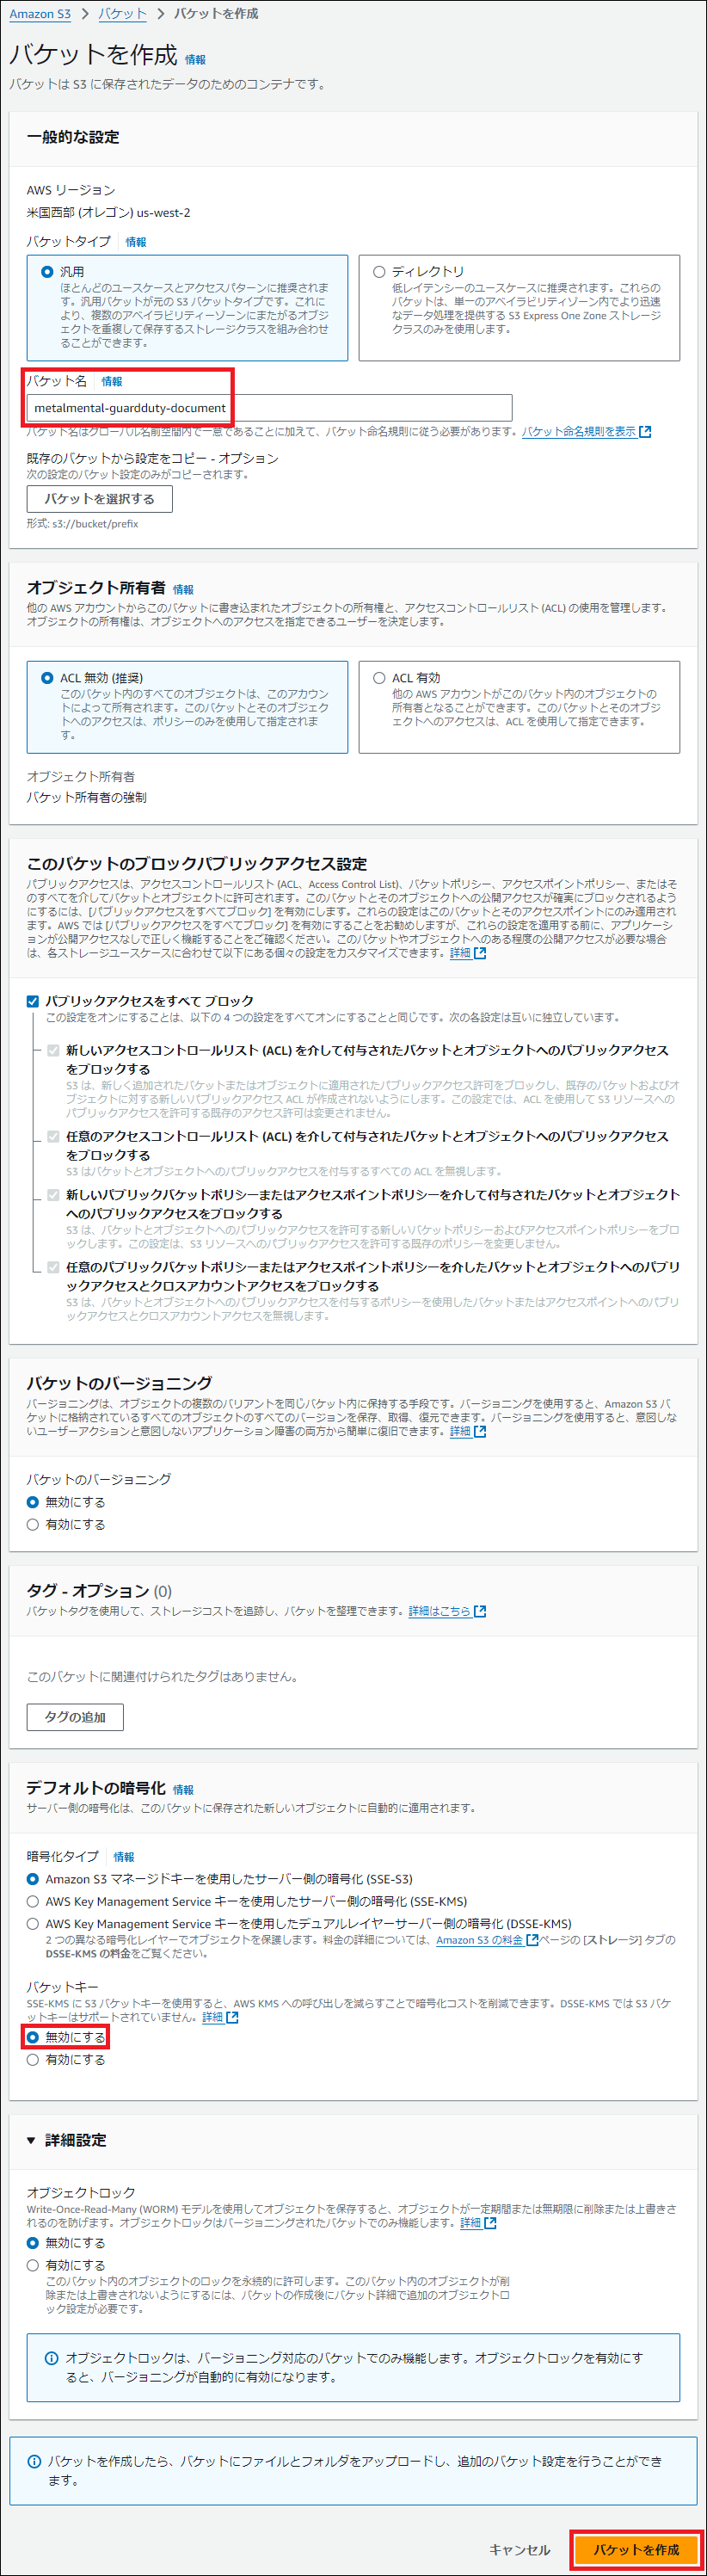 Amazon S3 > バケット > バケットを作成
バケットを作成 情報
バケットは S3 に保存されたデータのためのコンテナです。
一般的な設定
AWS リージョン
米国西部 (オレゴン) us-west-2
バケットタイプ 情報
汎用
ほとんどのユースケースとアクセスパターンに推奨されま
す。汎用バケットが元の S3 バケットタイプです。これによ
り、複数のアベイラビリティーゾーンにまたがるオブジェ
クトを重複して保存するストレージクラスを組み合わせ
ることができます。
ディレクトリ
低レイテンシーのユースケースに推奨されます。これらの
バケットは、単一のアベイラビリティゾーン内でより迅速
なデータ処理を提供する S3 Express One Zone ストレージ
クラスのみを使用します。
バケット名 情報
metalmental-guardduty-document
バケット名はグローバル名前空間内で一意であることに加えて、バケット命名規則に従う必要があります。バケット命名規則を表示
既存のバケットから設定をコピー - オプション
次の設定のバケット設定のみがコピーされます。
バケットを選択する
形式: s3://bucket/prefix
オブジェクト所有者 情報
他の AWS アカウントからこのバケットに書き込まれたオブジェクトの所有権と、アクセスコントロールリスト (ACL) の使用を管理します。
オブジェクトの所有権は、オブジェクトへのアクセスを指定できるユーザーを決定します。
ACL 無効 (推奨)
このバケット内のすべてのオブジェクトは、このアカウン
トによって所有されます。このバケットとそのオブジェク
トへのアクセスは、ポリシーのみを使用して指定されま
す。
ACL 有効
他の AWS アカウントがこのバケット内のオブジェクトの
所有者となることができます。このバケットとそのオブジ
ェクトへのアクセスは、ACL を使用して指定できます。
オブジェクト所有者
バケット所有者の強制
このバケットのブロックパブリックアクセス設定
パブリックアクセスは、アクセスコントロールリスト (ACL、Access Control List)、バケットポリシー、アクセスポイントポリシー、またはそ
のすべてを介してバケットとオブジェクトに許可されます。このバケットとそのオブジェクトへの公開アクセスが確実にブロックされるよう
にするには、[パブリックアクセスをすべてブロック] を有効にします。これらの設定はこのバケットとそのアクセスポイントにのみ適用されま
す。AWS では [パブリックアクセスをすべてブロック] を有効にすることをお勧めしますが、これらの設定を適用する前に、アプリケーシ
ョンが公開アクセスなしで正しく機能することをご確認ください。このバケットやオブジェクトへのある程度の公開アクセスが必要な場合
は、各ストレージユースケースに合わせて以下にある個々の設定をカスタマイズできます。詳細
パブリックアクセスをすべて ブロック
この設定をオンにすることは、以下の 4 つの設定をすべてオンにすることと同じです。次の各設定は互いに独立しています。
新しいアクセスコントロールリスト (ACL) を介して付与されたバケットとオブジェクトへのパブリックアクセス
をブロックする
S3 は、新しく追加されたバケットまたはオブジェクトに適用されたパブリックアクセス許可をブロックし、既存のバケットおよびオ
ブジェクトに対する新しいパブリックアクセス ACL が作成されないようにします。この設定では、ACL を使用して S3 リソースへの
パブリックアクセスを許可する既存のアクセス許可は変更されません。
任意のアクセスコントロールリスト (ACL) を介して付与されたバケットとオブジェクトへのパブリックアクセス
をブロックする
S3 はバケットとオブジェクトへのパブリックアクセスを付与するすべての ACL を無視します。
新しいパブリックバケットポリシーまたはアクセスポイントポリシーを介して付与されたバケットとオブジェクト
へのパブリックアクセスをブロックする
S3 は、バケットとオブジェクトへのパブリックアクセスを許可する新しいバケットポリシーおよびアクセスポイントポリシーをブロ
ックします。この設定は、S3 リソースへのパブリックアクセスを許可する既存のポリシーを変更しません。
任意のパブリックバケットポリシーまたはアクセスポイントポリシーを介したバケットとオブジェクトへのパブリ
ックアクセスとクロスアカウントアクセスをブロックする
S3 は、バケットとオブジェクトへのパブリックアクセスを付与するポリシーを使用したバケットまたはアクセスポイントへのパブリ
ックアクセスとクロスアカウントアクセスを無視します。
バケットのバージョニング
バージョニングは、オブジェクトの複数のバリアントを同じバケット内に保持する手段です。バージョニングを使用すると、Amazon S3 バ
ケットに格納されているすべてのオブジェクトのすべてのバージョンを保存、取得、復元できます。バージョニングを使用すると、意図しな
いユーザーアクションと意図しないアプリケーション障害の両方から簡単に復旧できます。詳細
バケットのバージョニング
無効にする
有効にする
タグ - オプション (0)
バケットタグを使用して、ストレージコストを追跡し、バケットを整理できます。詳細はこちら
このバケットに関連付けられたタグはありません。
タグの追加
デフォルトの暗号化 情報
サーバー側の暗号化は、このバケットに保存された新しいオブジェクトに自動的に適用されます。
暗号化タイプ 情報
Amazon S3 マネージドキーを使用したサーバー側の暗号化 (SSE-S3)
AWS Key Management Service キーを使用したサーバー側の暗号化 (SSE-KMS)
AWS Key Management Service キーを使用したデュアルレイヤーサーバー側の暗号化 (DSSE-KMS)
2 つの異なる暗号化レイヤーでオブジェクトを保護します。料金の詳細については、Amazon S3 の料金 ページの [ストレージ] タブの
DSSE-KMS の料金をご覧ください。
バケットキー
SSE-KMS に S3 バケットキーを使用すると、AWS KMS への呼び出しを減らすことで暗号化コストを削減できます。DSSE-KMS では S3 バケ
ットキーはサポートされていません。詳細
無効にする
有効にする
詳細設定
オブジェクトロック
Write-Once-Read-Many (WORM) モデルを使用してオブジェクトを保存すると、オブジェクトが一定期間または無期限に削除または上書きさ
れるのを防げます。オブジェクトロックはバージョニングされたバケットでのみ機能します。詳細
無効にする
有効にする
このバケット内のオブジェクトのロックを永続的に許可します。このバケット内のオブジェクトが削
除または上書きされないようにするには、バケットの作成後にバケット詳細で追加のオブジェクトロ
ック設定が必要です。
オブジェクトロックは、バージョニング対応のバケットでのみ機能します。オブジェクトロックを有効にす
ると、バージョニングが自動的に有効になります。
バケットを作成したら、バケットにファイルとフォルダをアップロードし、追加のバケット設定を行うことができ
ます。
キャンセル
バケットを作成